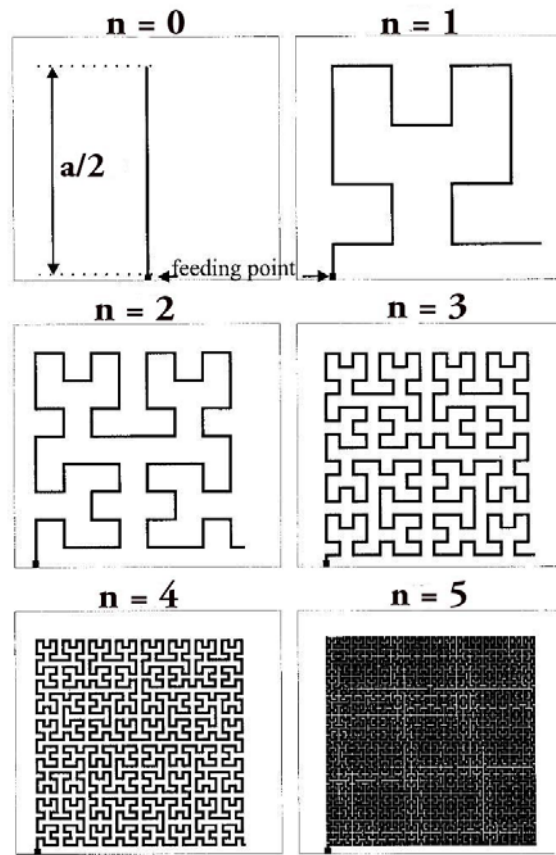 n = 0
n = 1
a/2
feeding point
n = 2
n = 3
n = 4
n = 5